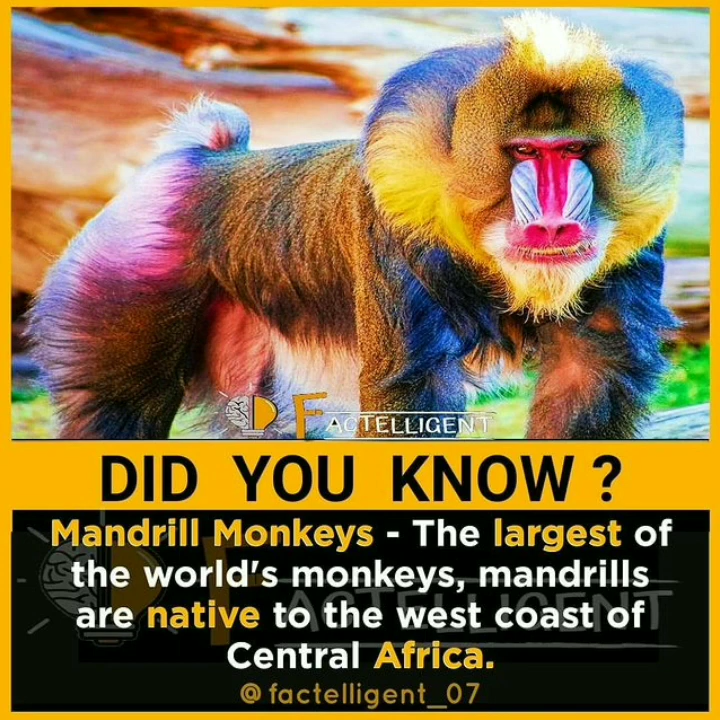 FACTELLIGENT
DID YOU KNOW ?
Mandrill Monkeys - The largest of
the world's monkeys, mandrills
are native to the west coast of
Central Africa.
@factelligent_07